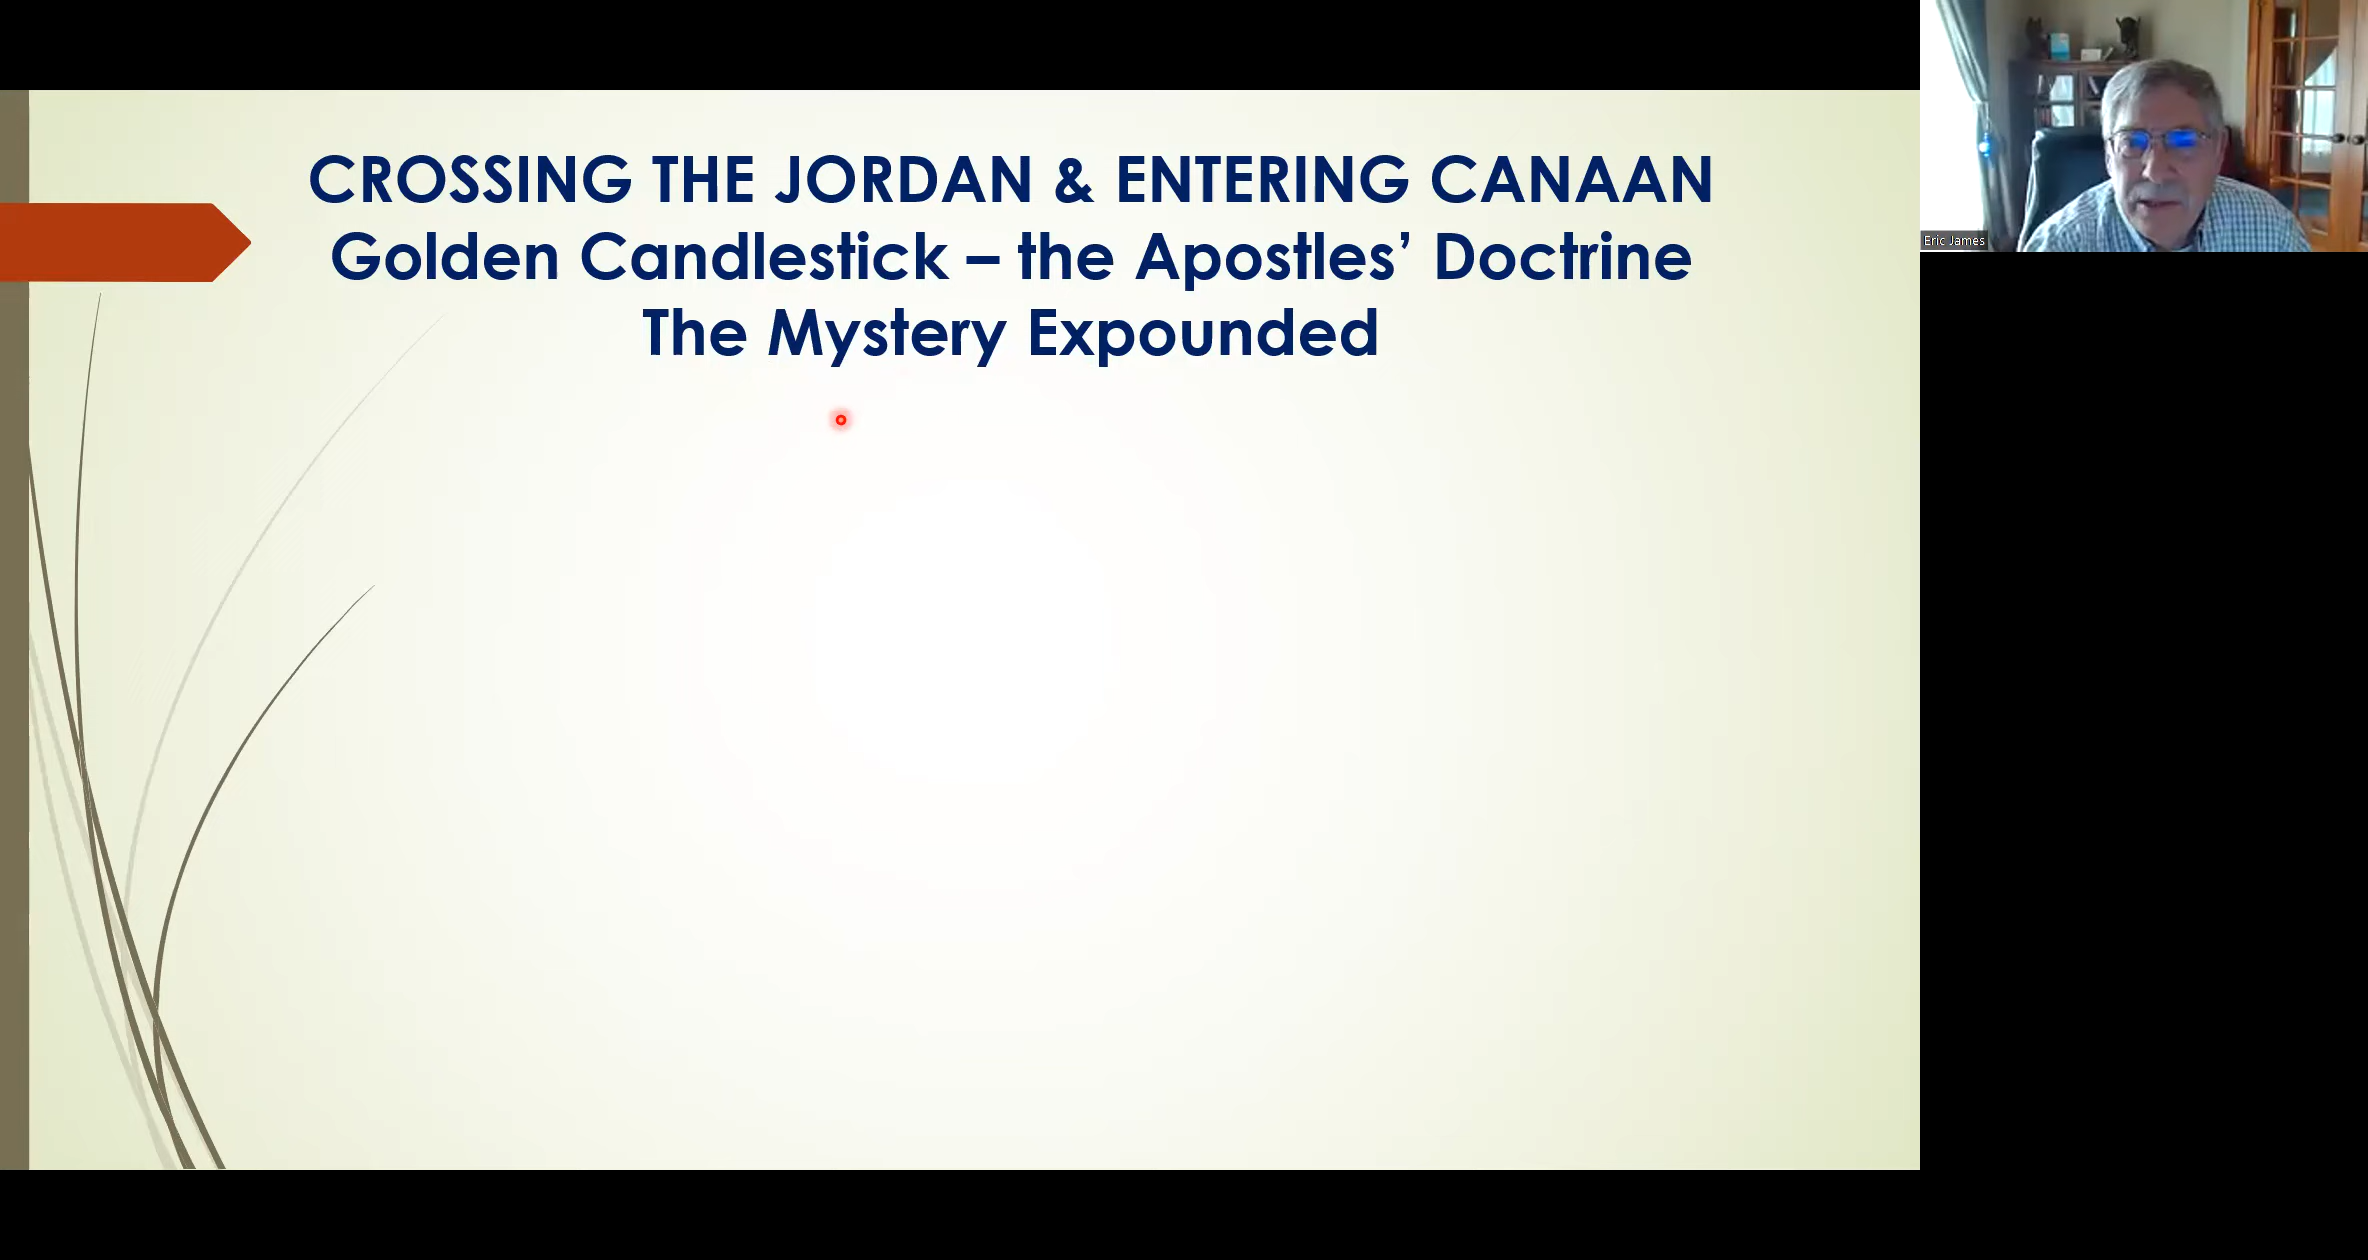 CROSSING THE JORDAN & ENTERING CANAAN
Golden Candlestick – the Apostles’ Doctrine
The Mystery Expounded
Eric James